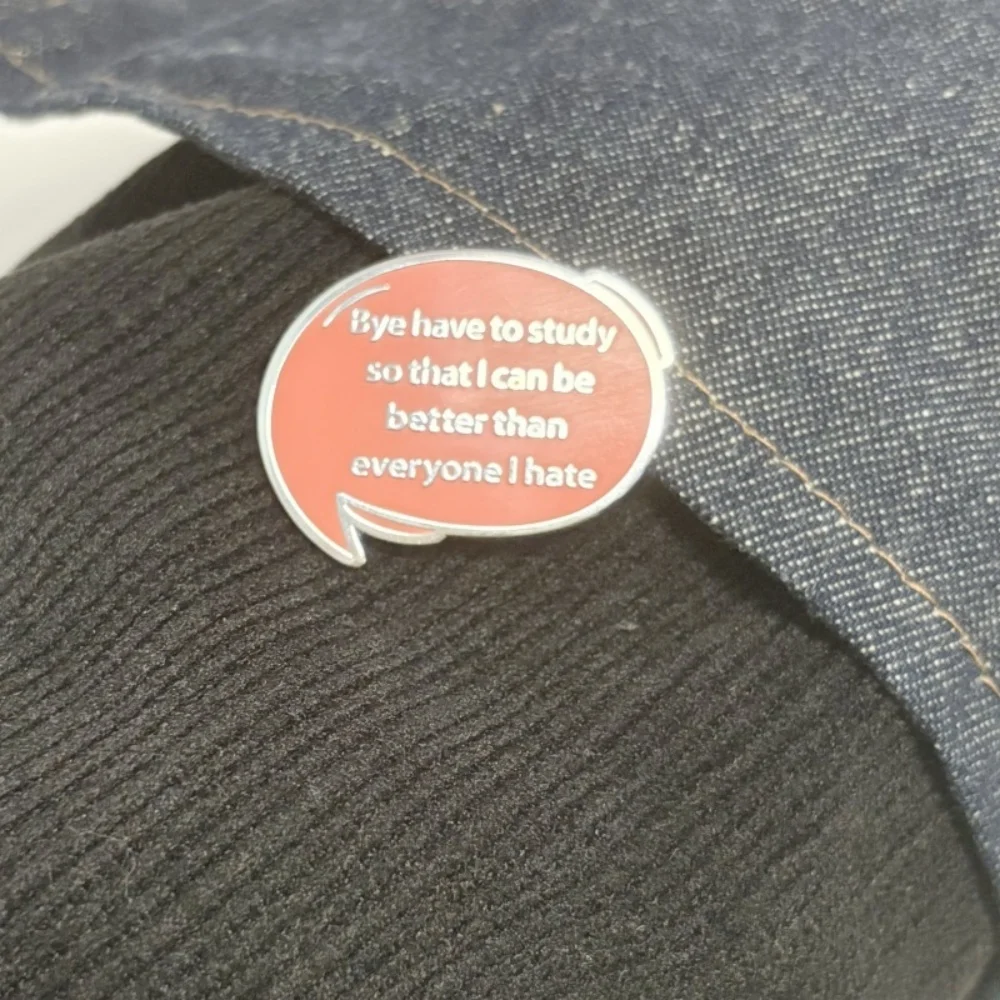 Bye have to study
so that I can be
better than
everyone I hate